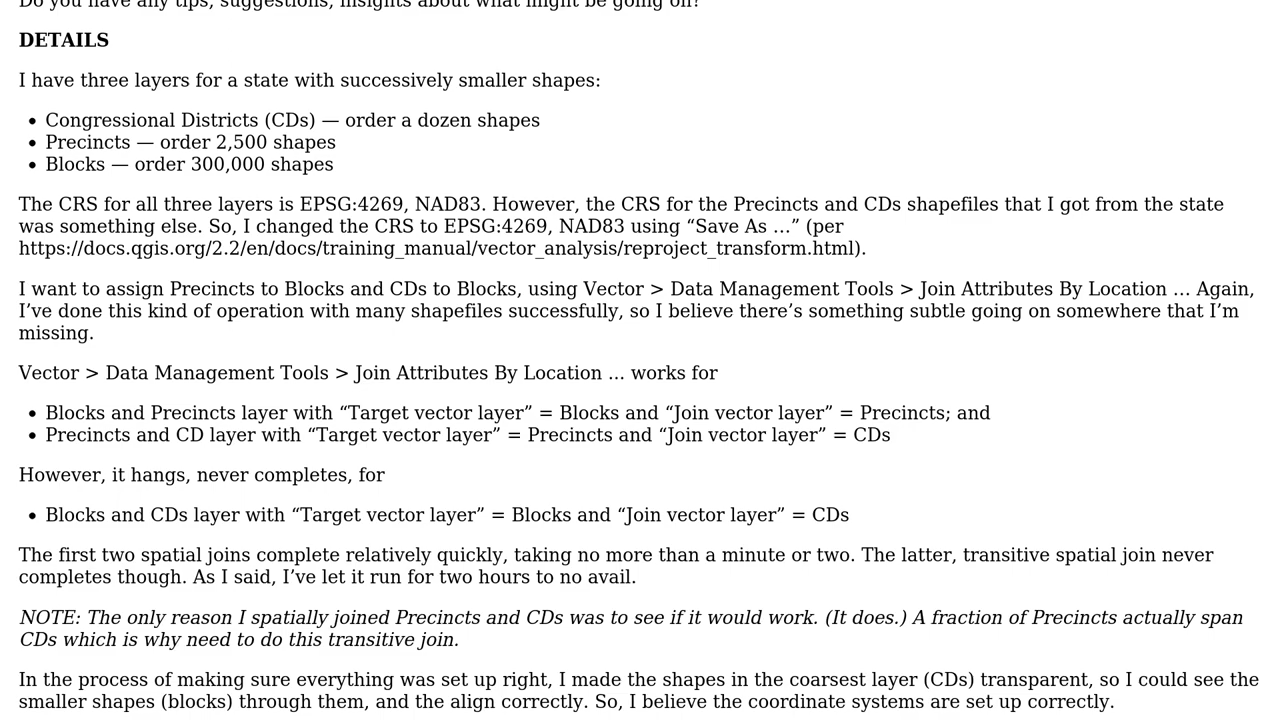 Do you have any tips, suggestions, insights about what might be going on?
DETAILS
I have three layers for a state with successively smaller shapes:
• Congressional Districts (CDs) — order a dozen shapes
• Precincts — order 2,500 shapes
• Blocks — order 300,000 shapes
The CRS for all three layers is EPSG:4269, NAD83. However, the CRS for the Precincts and CDs shapefiles that I got from the state
was something else. So, I changed the CRS to EPSG:4269, NAD83 using “Save As …” (per
https://docs.qgis.org/2.2/en/docs/training_manual/vector_analysis/reproject_transform.html).
I want to assign Precincts to Blocks and CDs to Blocks, using Vector > Data Management Tools > Join Attributes By Location … Again,
I’ve done this kind of operation with many shapefiles successfully, so I believe there’s something subtle going on somewhere that I’m
missing.
Vector > Data Management Tools > Join Attributes By Location … works for
• Blocks and Precincts layer with “Target vector layer” = Blocks and “Join vector layer” = Precincts; and
• Precincts and CD layer with “Target vector layer” = Precincts and “Join vector layer” = CDs
However, it hangs, never completes, for
• Blocks and CDs layer with “Target vector layer” = Blocks and “Join vector layer” = CDs
The first two spatial joins complete relatively quickly, taking no more than a minute or two. The latter, transitive spatial join never
completes though. As I said, I’ve let it run for two hours to no avail.
NOTE: The only reason I spatially joined Precincts and CDs was to see if it would work. (It does.) A fraction of Precincts actually span
CDs which is why need to do this transitive join.
In the process of making sure everything was set up right, I made the shapes in the coarsest layer (CDs) transparent, so I could see the
smaller shapes (blocks) through them, and the align correctly. So, I believe the coordinate systems are set up correctly.